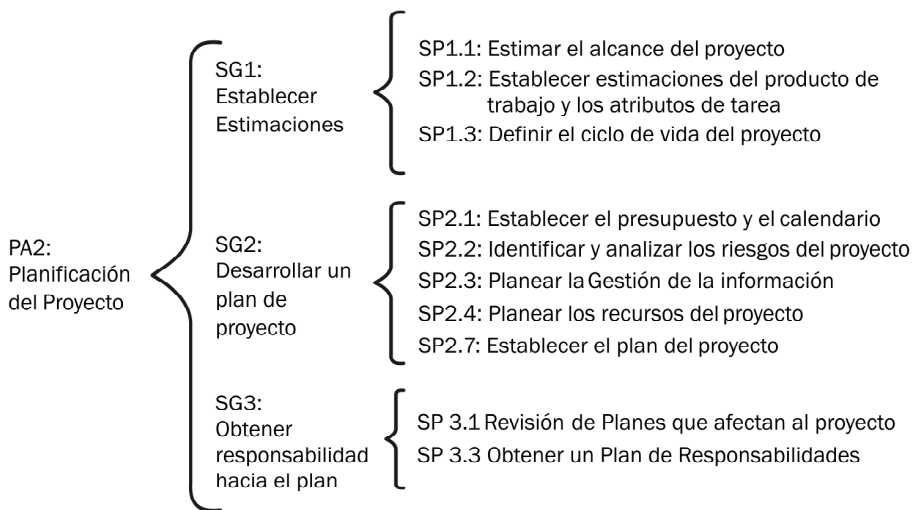 PA2:
Planificación
del Proyecto
SG1:
Establecer
Estimaciones
SP1.1: Estimar el alcance del proyecto
SP1.2: Establecer estimaciones del producto de
trabajo y los atributos de tarea
SP1.3: Definir el ciclo de vida del proyecto
SG2:
Desarrollar un
plan de
proyecto
SP2.1: Establecer el presupuesto y el calendario
SP2.2: Identificar y analizar los riesgos del proyecto
SP2.3: Planear la Gestión de la información
SP2.4: Planear los recursos del proyecto
SP2.7: Establecer el plan del proyecto
SG3:
Obtener
responsabilidad
hacia el plan
SP 3.1 Revisión de Planes que afectan al proyecto
SP 3.3 Obtener un Plan de Responsabilidades